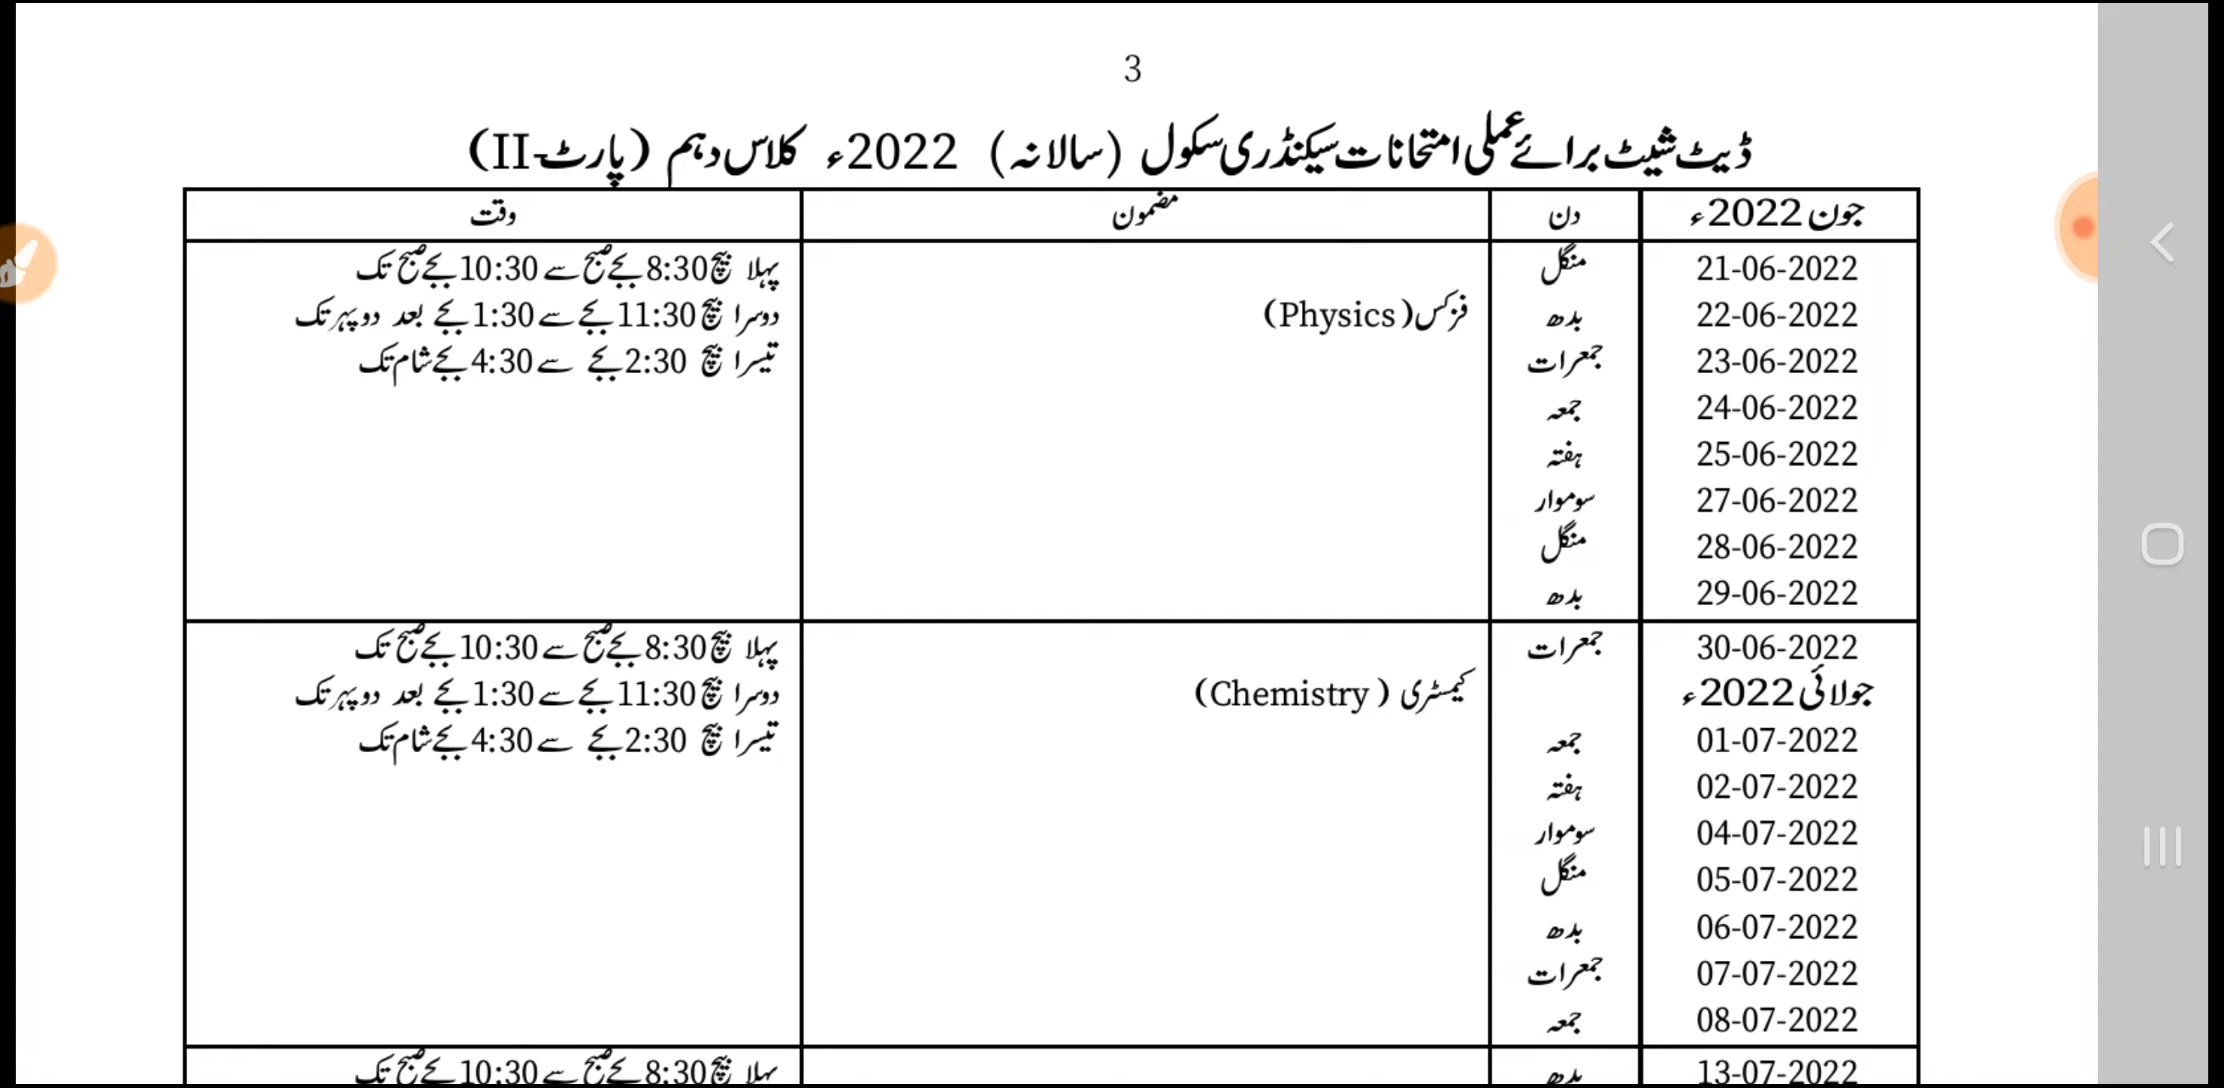 3
ڈیٹ شیٹ برائے عملی امتحانات سیکنڈری سکول (سالانہ) 2022ء کلاس دہم (پارٹ-II)
جون 2022ء دن مضمون وقت
21-06-2022 منگل پہلا بیچ 8:30 بجے صبح سے 10:30 بجے صبح تک
22-06-2022 بدھ فزکس (Physics) دوسرا بیچ 11:30 بجے سے 1:30 بجے بعد دوپہر تک
23-06-2022 جمعرات تیسرا بیچ 2:30 بجے سے 4:30 بجے شام تک
24-06-2022 جمعہ
25-06-2022 ہفتہ
27-06-2022 سوموار
28-06-2022 منگل
29-06-2022 بدھ
30-06-2022 جمعرات پہلا بیچ 8:30 بجے صبح سے 10:30 بجے صبح تک
جولائی 2022ء کیمسٹری (Chemistry) دوسرا بیچ 11:30 بجے سے 1:30 بجے بعد دوپہر تک
01-07-2022 جمعہ تیسرا بیچ 2:30 بجے سے 4:30 بجے شام تک
02-07-2022 ہفتہ
04-07-2022 سوموار
05-07-2022 منگل
06-07-2022 بدھ
07-07-2022 جمعرات
08-07-2022 جمعہ
13-07-2022 بدھ پہلا بیچ 8:30 بجے صبح سے 10:30 بجے صبح تک